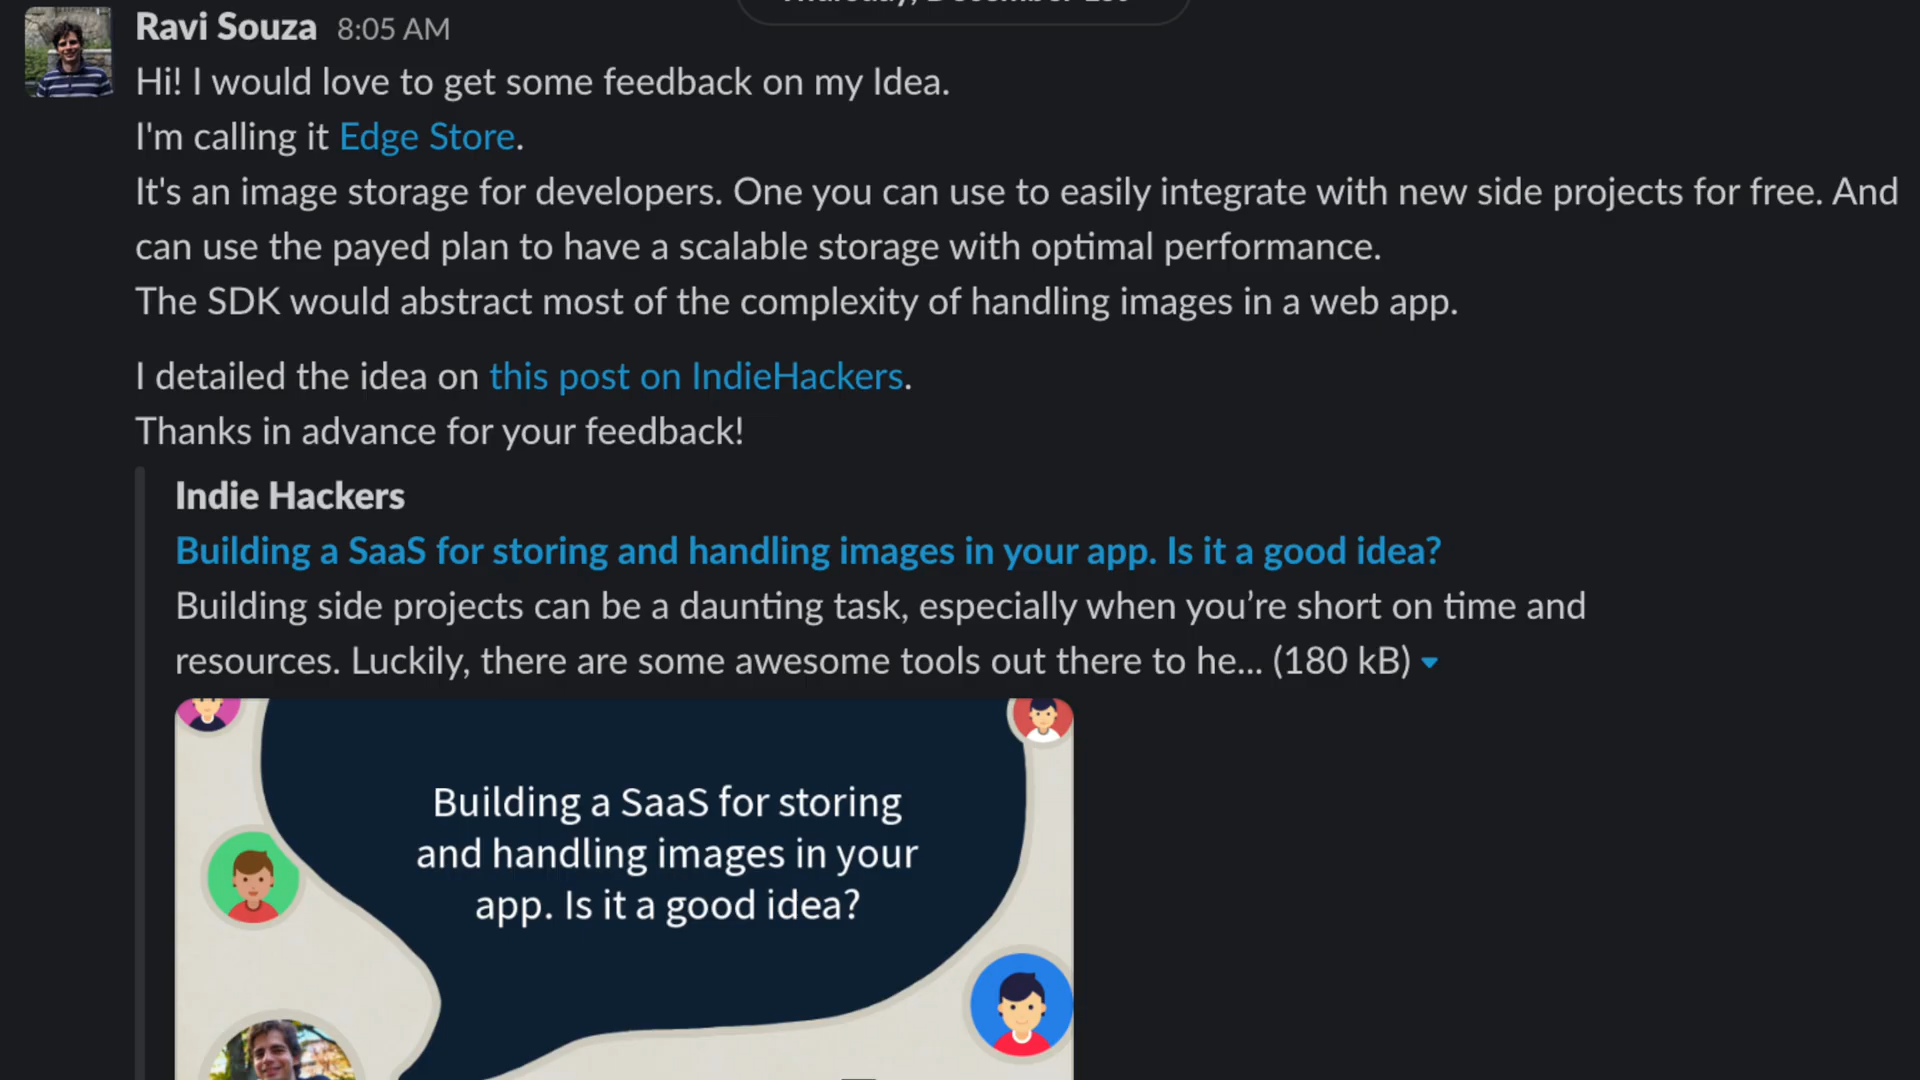 Ravi Souza 8:05 AM
Hi! I would love to get some feedback on my Idea.
I'm calling it Edge Store.
It's an image storage for developers. One you can use to easily integrate with new side projects for free. And
can use the payed plan to have a scalable storage with optimal performance.
The SDK would abstract most of the complexity of handling images in a web app.
I detailed the idea on this post on IndieHackers.
Thanks in advance for your feedback!
Indie Hackers
Building a SaaS for storing and handling images in your app. Is it a good idea?
Building side projects can be a daunting task, especially when you’re short on time and
resources. Luckily, there are some awesome tools out there to he... (180 kB)
Building a SaaS for storing
and handling images in your
app. Is it a good idea?